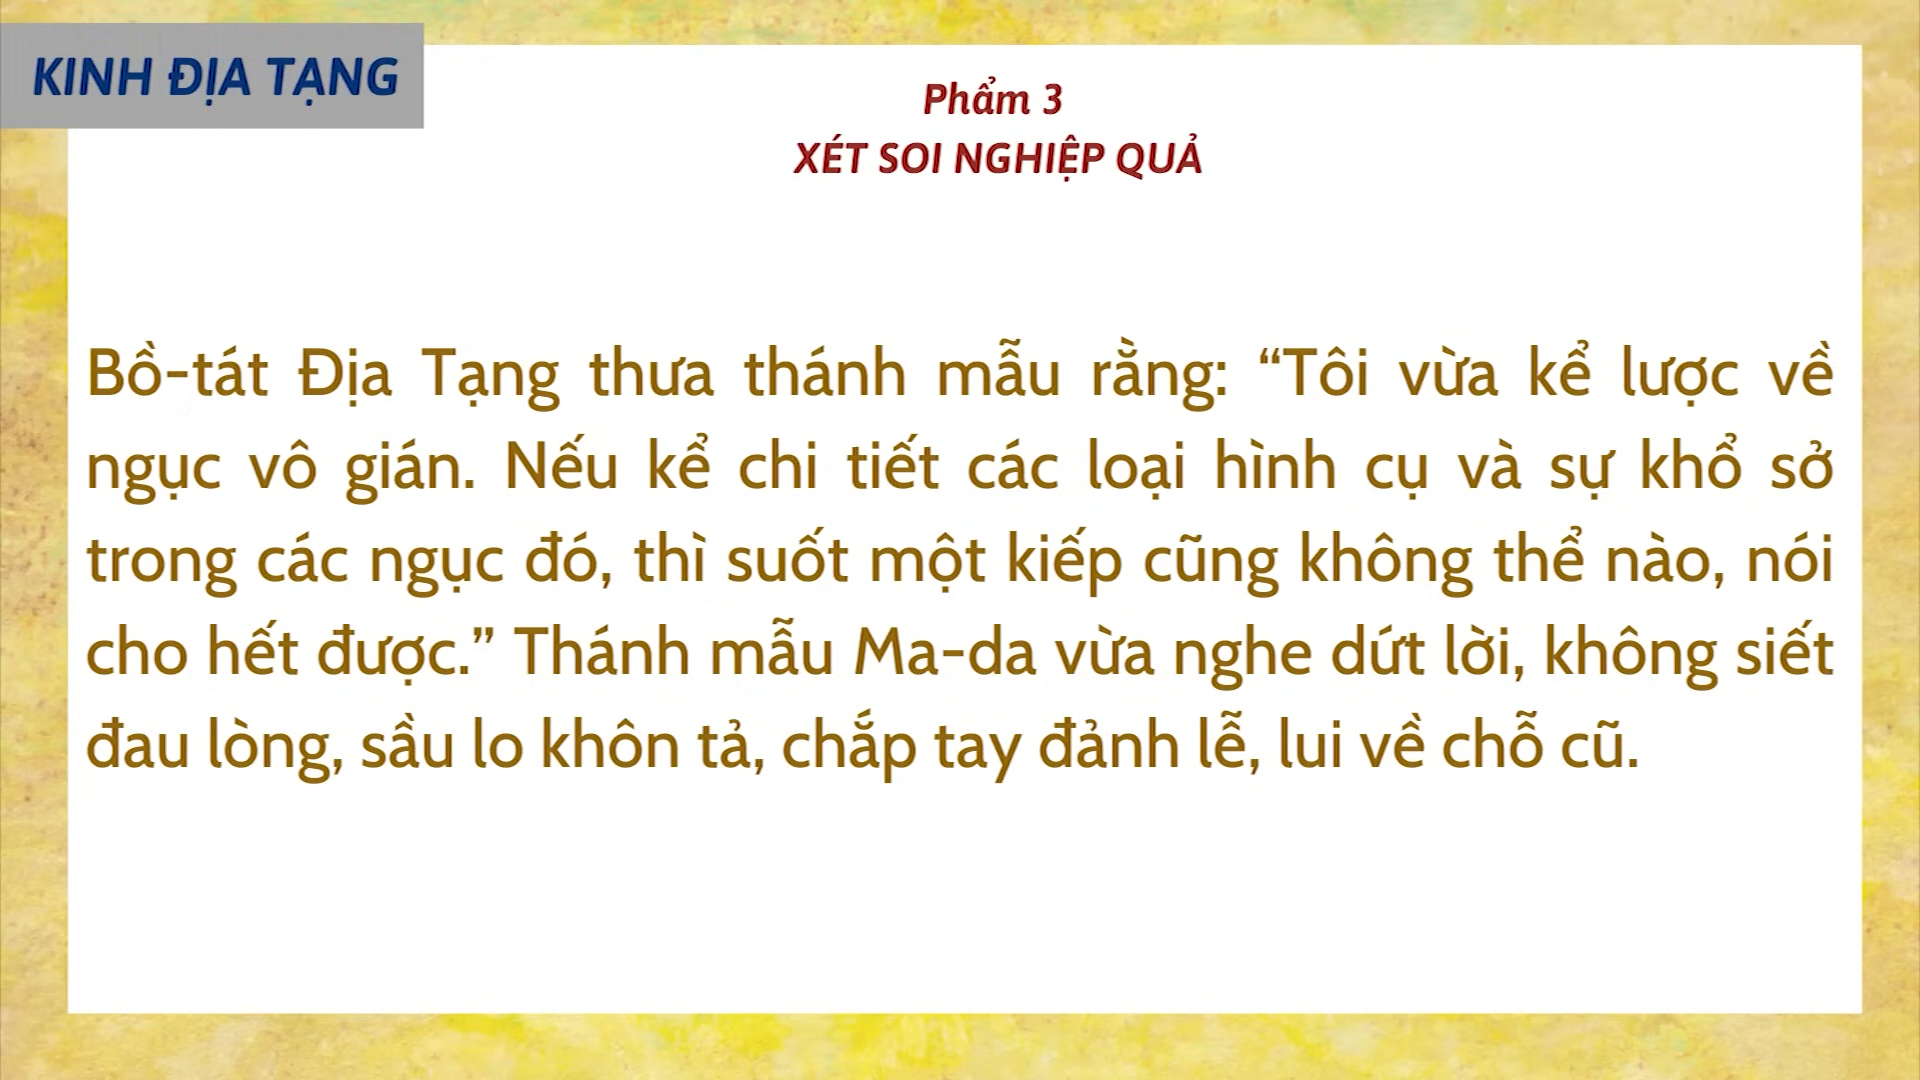 KINH ĐỊA TẠNG
Phẩm 3
XÉT SOI NGHIỆP QUẢ
Bồ-tát Địa Tạng thưa thánh mẫu rằng: “Tôi vừa kể lược về
ngục vô gián. Nếu kể chi tiết các loại hình cụ và sự khổ sở
trong các ngục đó, thì suốt một kiếp cũng không thể nào, nói
cho hết được.” Thánh mẫu Ma-da vừa nghe dứt lời, không siết
đau lòng, sầu lo khôn tả, chắp tay đảnh lễ, lui về chỗ cũ.